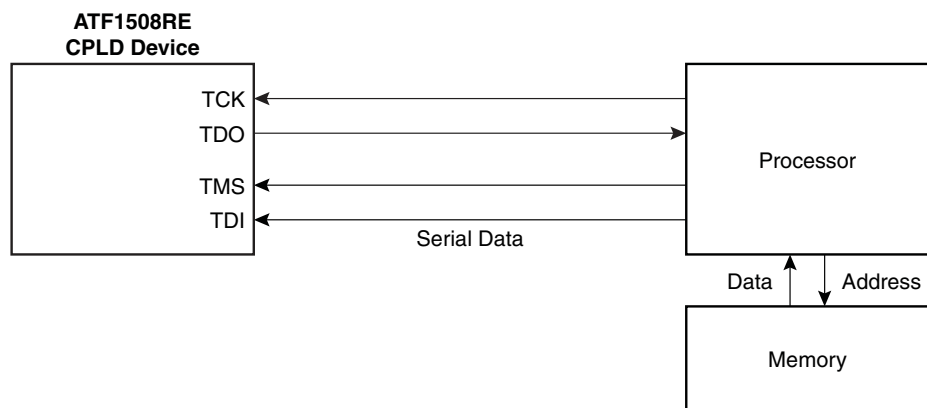 ATF1508RE
CPLD Device
TCK
TDO
TMS
TDI
Serial Data
Processor
Data
Address
Memory